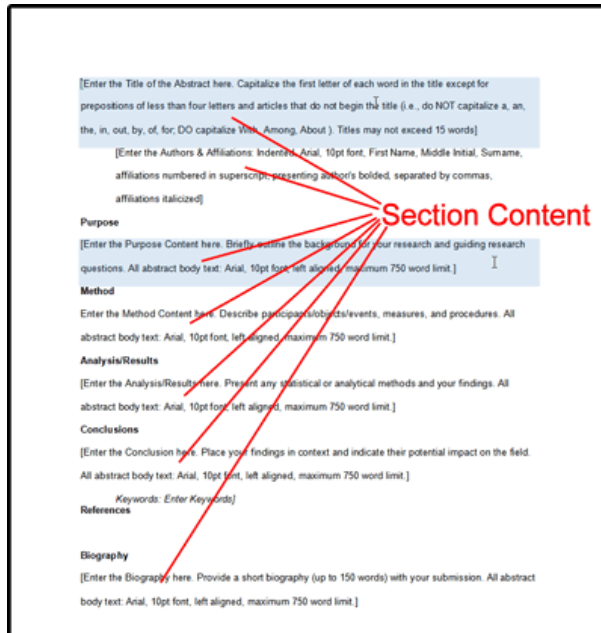 [Enter the Title of the Abstract here. Capitalize the first letter of each word in the title except for
prepositions of less than four letters and articles that do not begin the title (i.e., do NOT capitalize a, an,
the, in, out, by, of, for; DO capitalize With, Among, About ). Titles may not exceed 15 words]
[Enter the Authors & Affiliations: Indented, Arial, 10pt font, First Name, Middle Initial, Surname,
affiliations numbered in superscript, presenting author's bolded, separated by commas,
affiliations italicized]
Section Content
Purpose
[Enter the Purpose Content here. Briefly outline the background for your research and guiding research
questions. All abstract body text: Arial, 10pt font, left aligned, maximum 750 word limit.]
Method
Enter the Method Content here. Describe participants/objects/events, measures, and procedures. All
abstract body text: Arial, 10pt font, left aligned, maximum 750 word limit.]
Analysis/Results
[Enter the Analysis/Results here. Present any statistical or analytical methods and your findings. All
abstract body text: Arial, 10pt font, left aligned, maximum 750 word limit.]
Conclusions
[Enter the Conclusion here. Place your findings in context and indicate their potential impact on the field.
All abstract body text: Arial, 10pt font, left aligned, maximum 750 word limit.]
Keywords: Enter Keywords]
References
Biography
[Enter the Biography here. Provide a short biography (up to 150 words) with your submission. All abstract
body text: Arial, 10pt font, left aligned, maximum 750 word limit.]